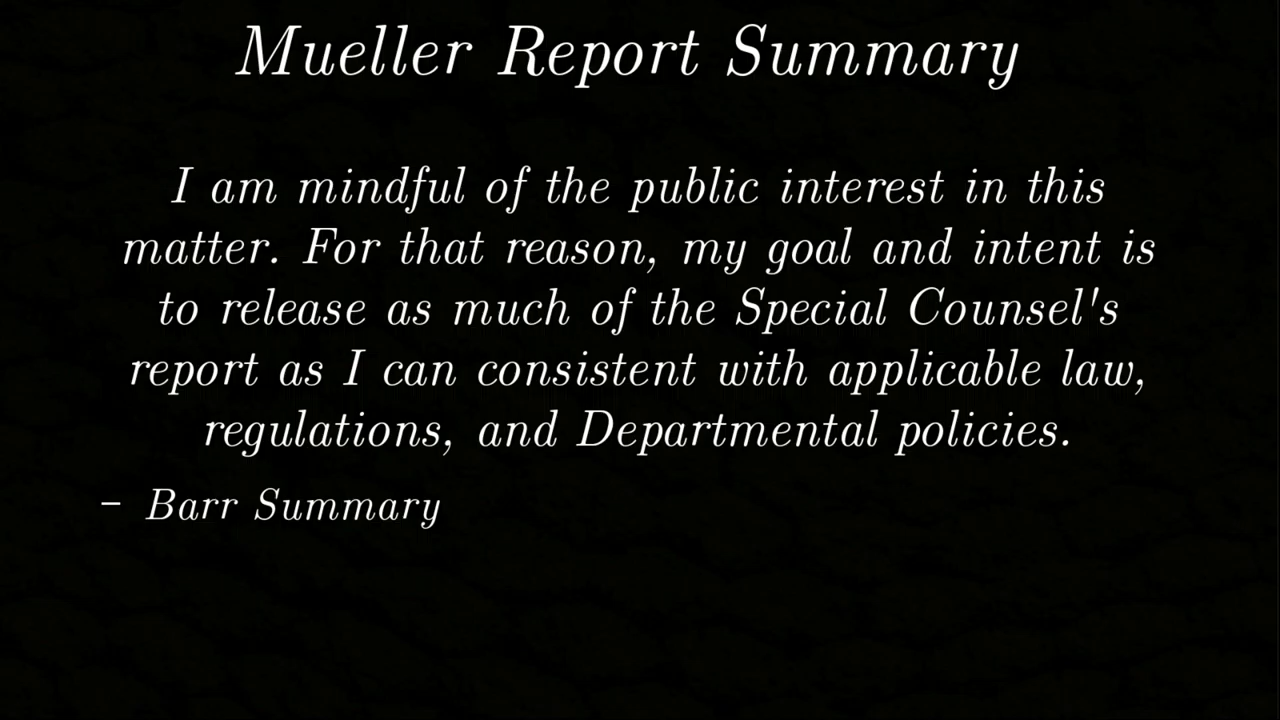 Mueller Report Summary
I am mindful of the public interest in this
matter. For that reason, my goal and intent is
to release as much of the Special Counsel's
report as I can consistent with applicable law,
regulations, and Departmental policies.
- Barr Summary